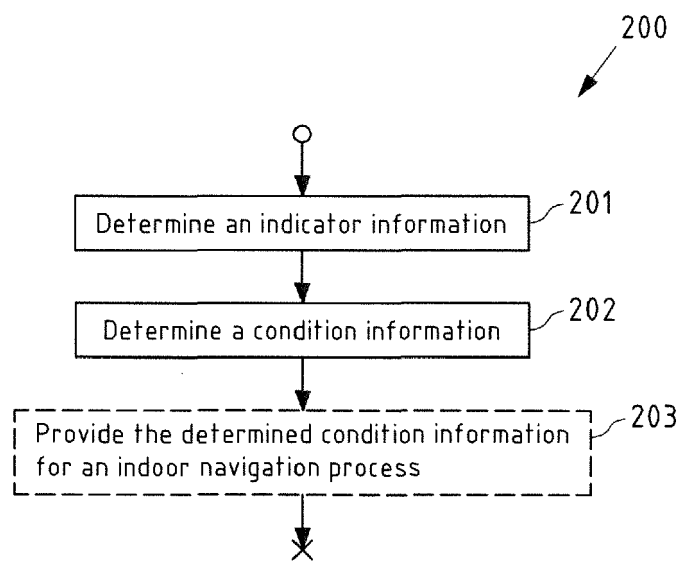 200
Determine an indicator information
201
Determine a condition information
202
Provide the determined condition information
for an indoor navigation process
203